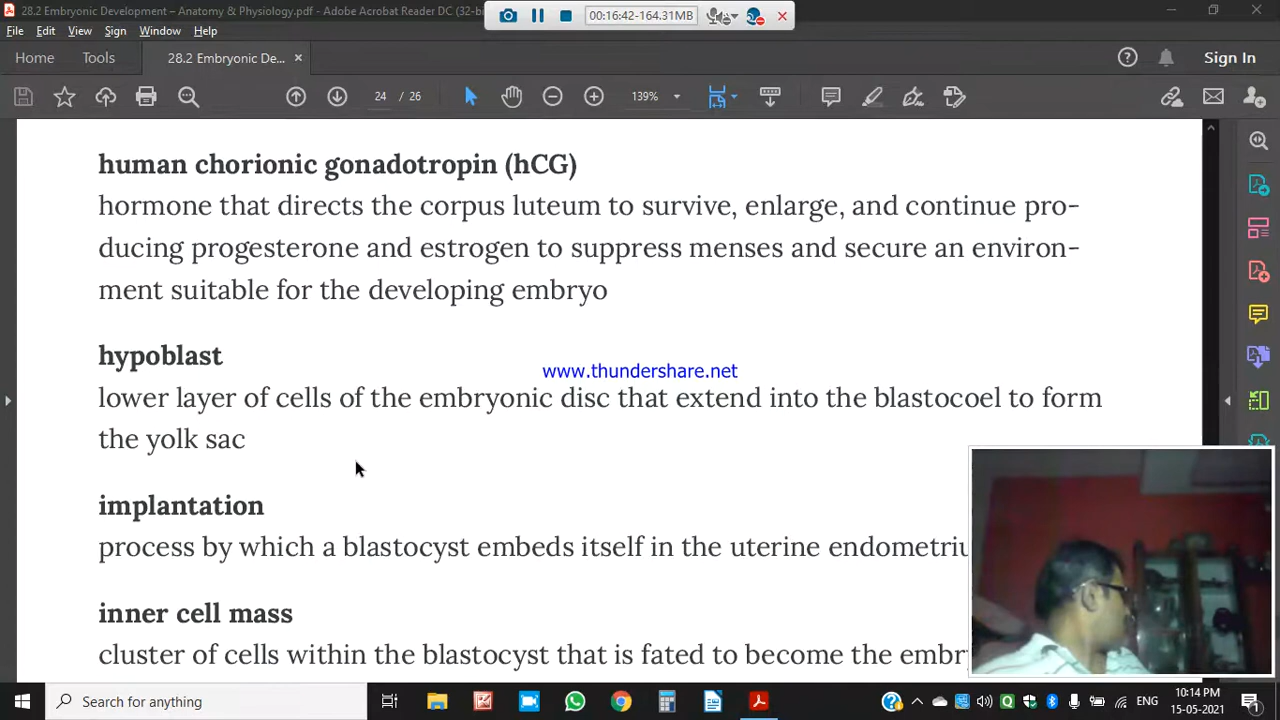 28.2 Embryonic Development – Anatomy & Physiology.pdf - Adobe Acrobat Reader DC (32-bi
00:16:42-164.31MB
File Edit View Sign Window Help
Home Tools 28.2 Embryonic De... Sign In
24 / 26 139%
human chorionic gonadotropin (hCG)
hormone that directs the corpus luteum to survive, enlarge, and continue pro-
ducing progesterone and estrogen to suppress menses and secure an environ-
ment suitable for the developing embryo
hypoblast
www.thundershare.net
lower layer of cells of the embryonic disc that extend into the blastocoel to form
the yolk sac
implantation
process by which a blastocyst embeds itself in the uterine endometriu
inner cell mass
cluster of cells within the blastocyst that is fated to become the embry
Search for anything
ENG
10:14 PM
15-05-2021